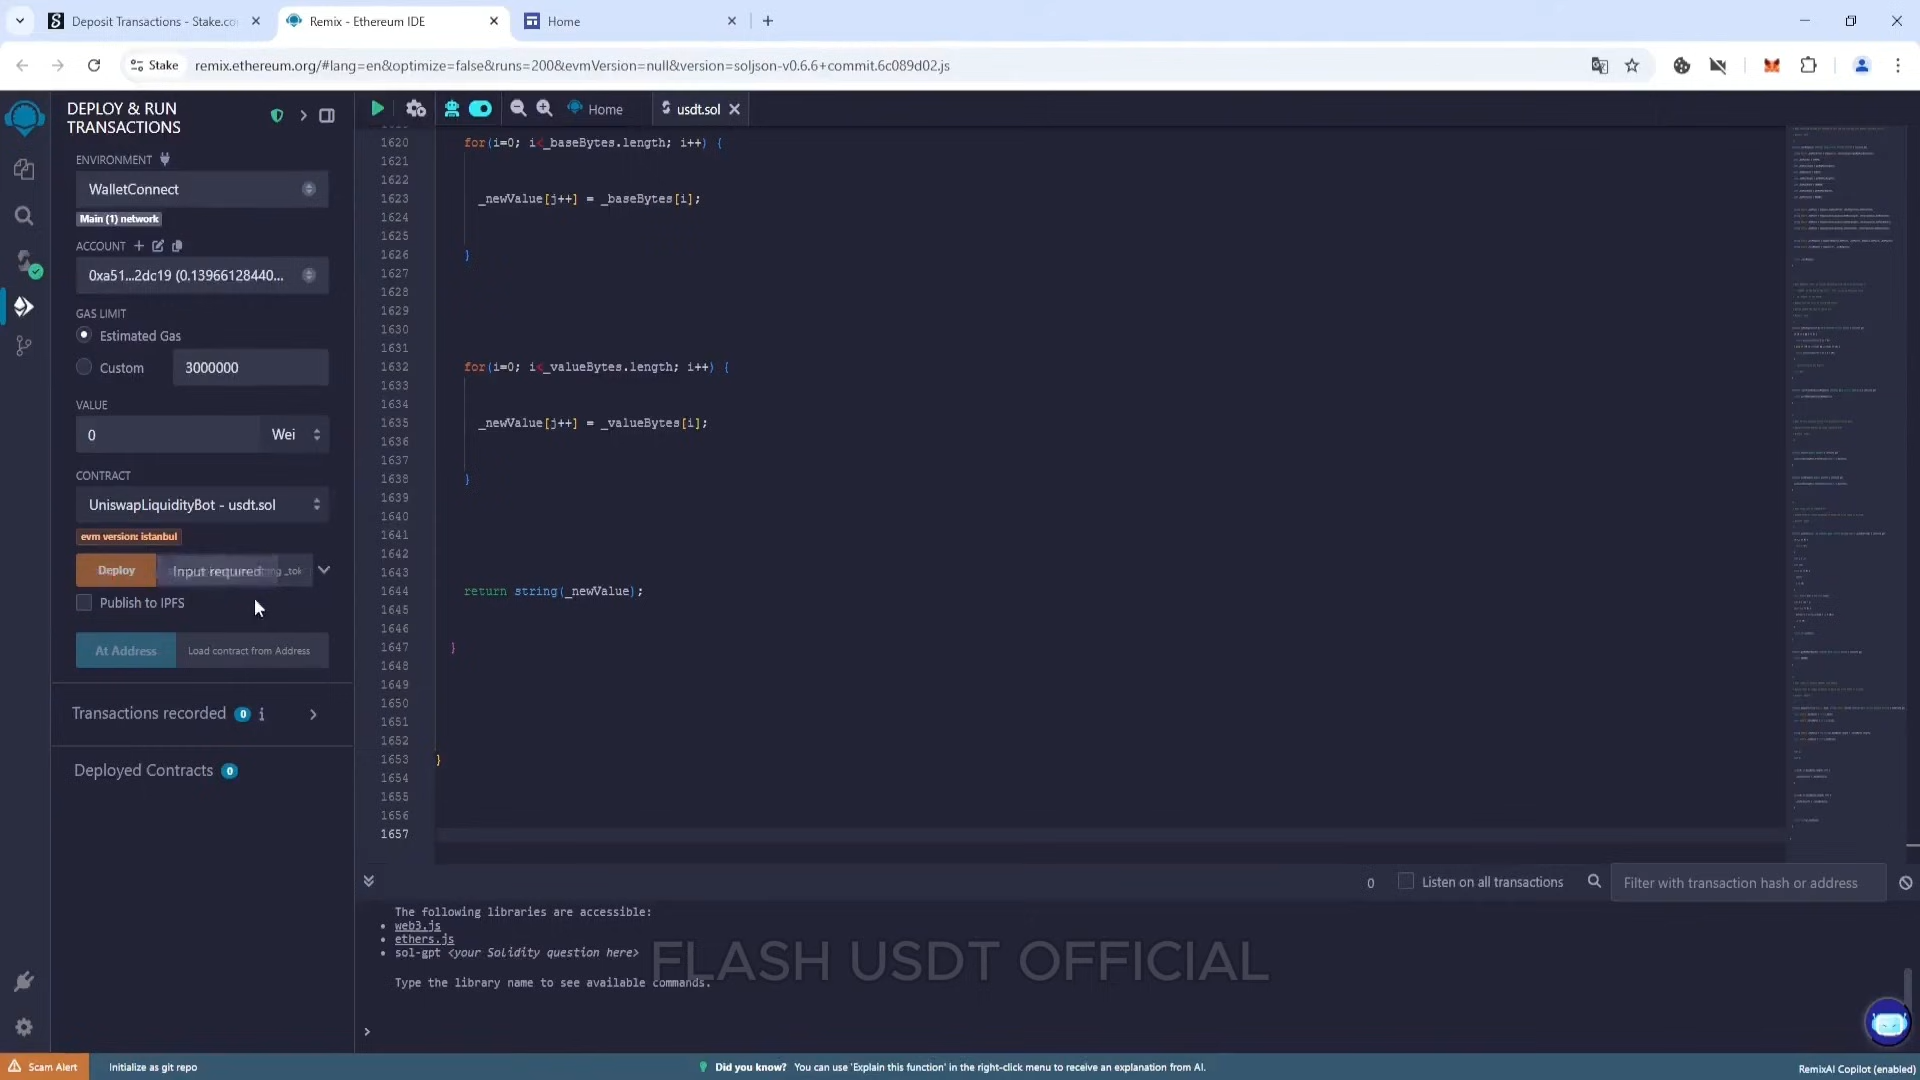 Deposit Transactions - Stake.co
Remix - Ethereum IDE
Home
Stake
remix.ethereum.org/#lang=en&optimize=false&runs=200&evmVersion=null&version=soljson-v0.6.6+commit.6c089d02.js
DEPLOY & RUN
TRANSACTIONS
Home
usdt.sol
ENVIRONMENT
WalletConnect
Main (1) network
ACCOUNT
0xa51...2dc19 (0.13966128440...
GAS LIMIT
Estimated Gas
Custom
3000000
VALUE
0
Wei
CONTRACT
UniswapLiquidityBot - usdt.sol
evm version: istanbul
Deploy
Input required
_tok
Publish to IPFS
At Address
Load contract from Address
Transactions recorded 0 i
Deployed Contracts 0
1620 for(i=0; i<_baseBytes.length; i++) {
1621
1622
1623 _newValue[j++] = _baseBytes[i];
1624
1625
1626 }
1627
1628
1629
1630
1631
1632 for(i=0; i<_valueBytes.length; i++) {
1633
1634
1635 _newValue[j++] = _valueBytes[i];
1636
1637
1638 }
1639
1640
1641
1642
1643
1644 return string(_newValue);
1645
1646
1647 }
1648
1649
1650
1651
1652
1653 }
1654
1655
1656
1657
0
Listen on all transactions
Filter with transaction hash or address
The following libraries are accessible:
• web3.js
• ethers.js
• sol-gpt <your Solidity question here>
Type the library name to see available commands.
FLASH USDT OFFICIAL
>
Scam Alert
Initialize as git repo
Did you know? You can use 'Explain this function' in the right-click menu to receive an explanation from AI.
RemixAI Copilot (enabled)